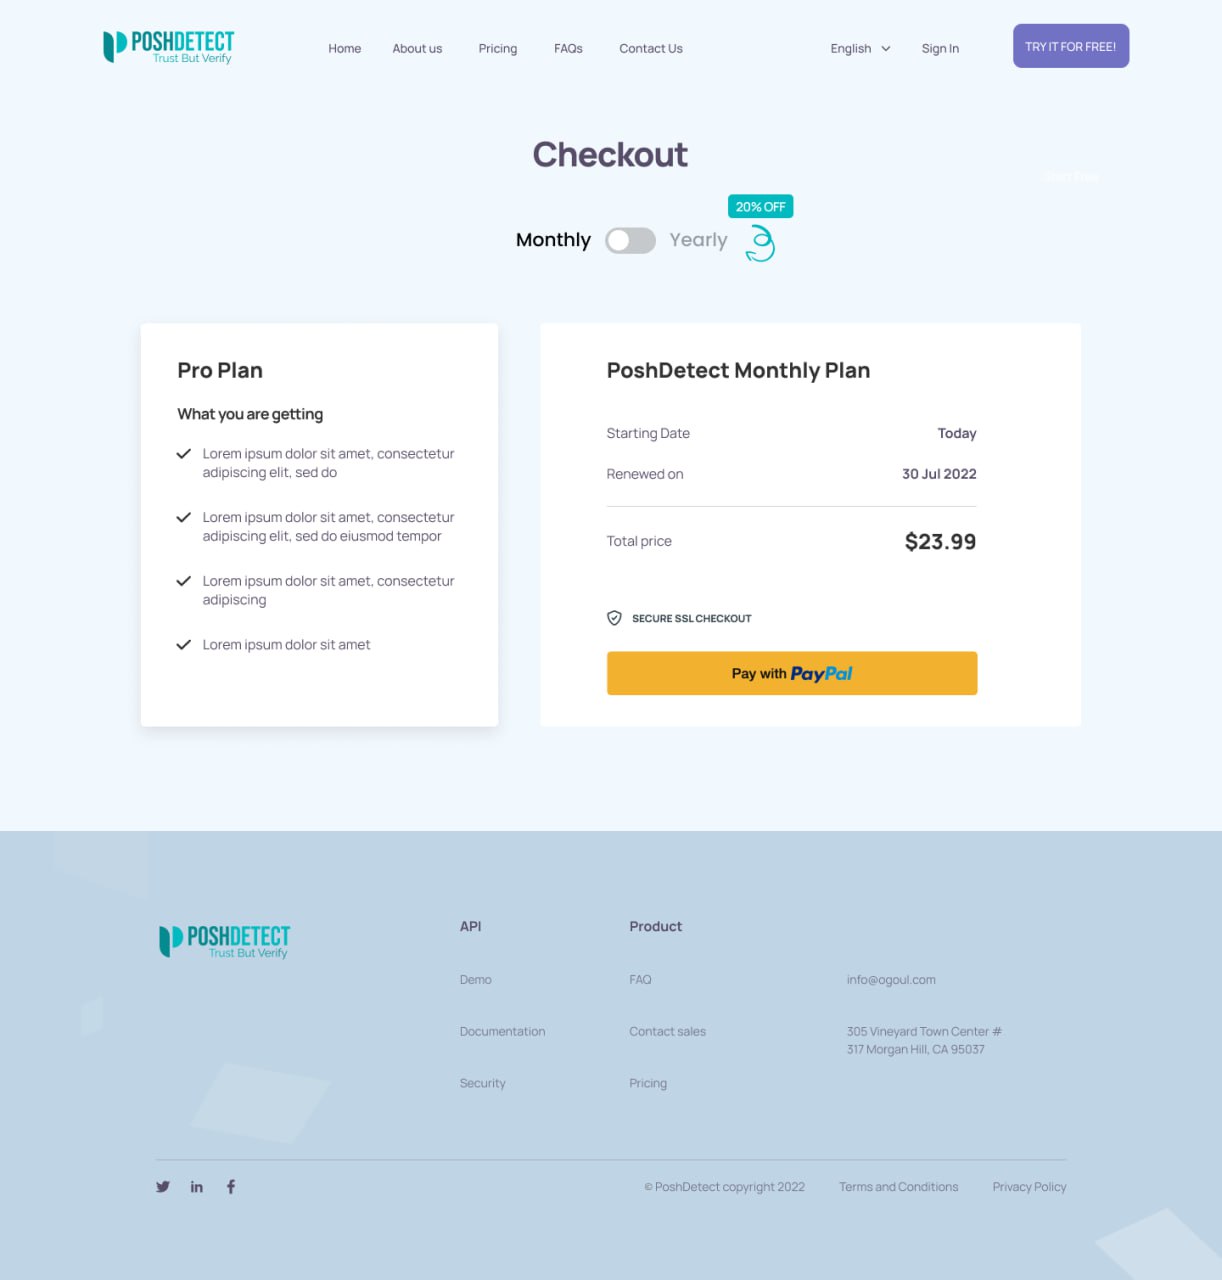 POSHDETECT
Trust But Verify
Home
About us
Pricing
FAQs
Contact Us
English
Sign In
TRY IT FOR FREE!
Checkout
20% OFF
Monthly
Yearly
Pro Plan
What you are getting
Lorem ipsum dolor sit amet, consectetur
adipiscing elit, sed do
Lorem ipsum dolor sit amet, consectetur
adipiscing elit, sed do eiusmod tempor
Lorem ipsum dolor sit amet, consectetur
adipiscing
Lorem ipsum dolor sit amet
PoshDetect Monthly Plan
Starting Date
Today
Renewed on
30 Jul 2022
Total price
$23.99
SECURE SSL CHECKOUT
Pay with PayPal
POSHDETECT
Trust But Verify
API
Demo
Documentation
Security
Product
FAQ
Contact sales
Pricing
info@ogoul.com
305 Vineyard Town Center #
317 Morgan Hill, CA 95037
© PoshDetect copyright 2022
Terms and Conditions
Privacy Policy